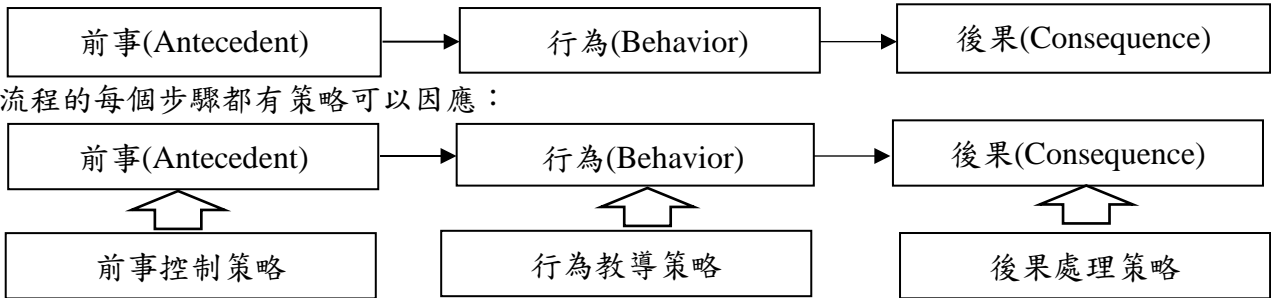 前事(Antecedent) 行為(Behavior) 後果(Consequence)
流程的每個步驟都有策略可以因應：
前事(Antecedent) 行為(Behavior) 後果(Consequence)
前事控制策略 行為教導策略 後果處理策略